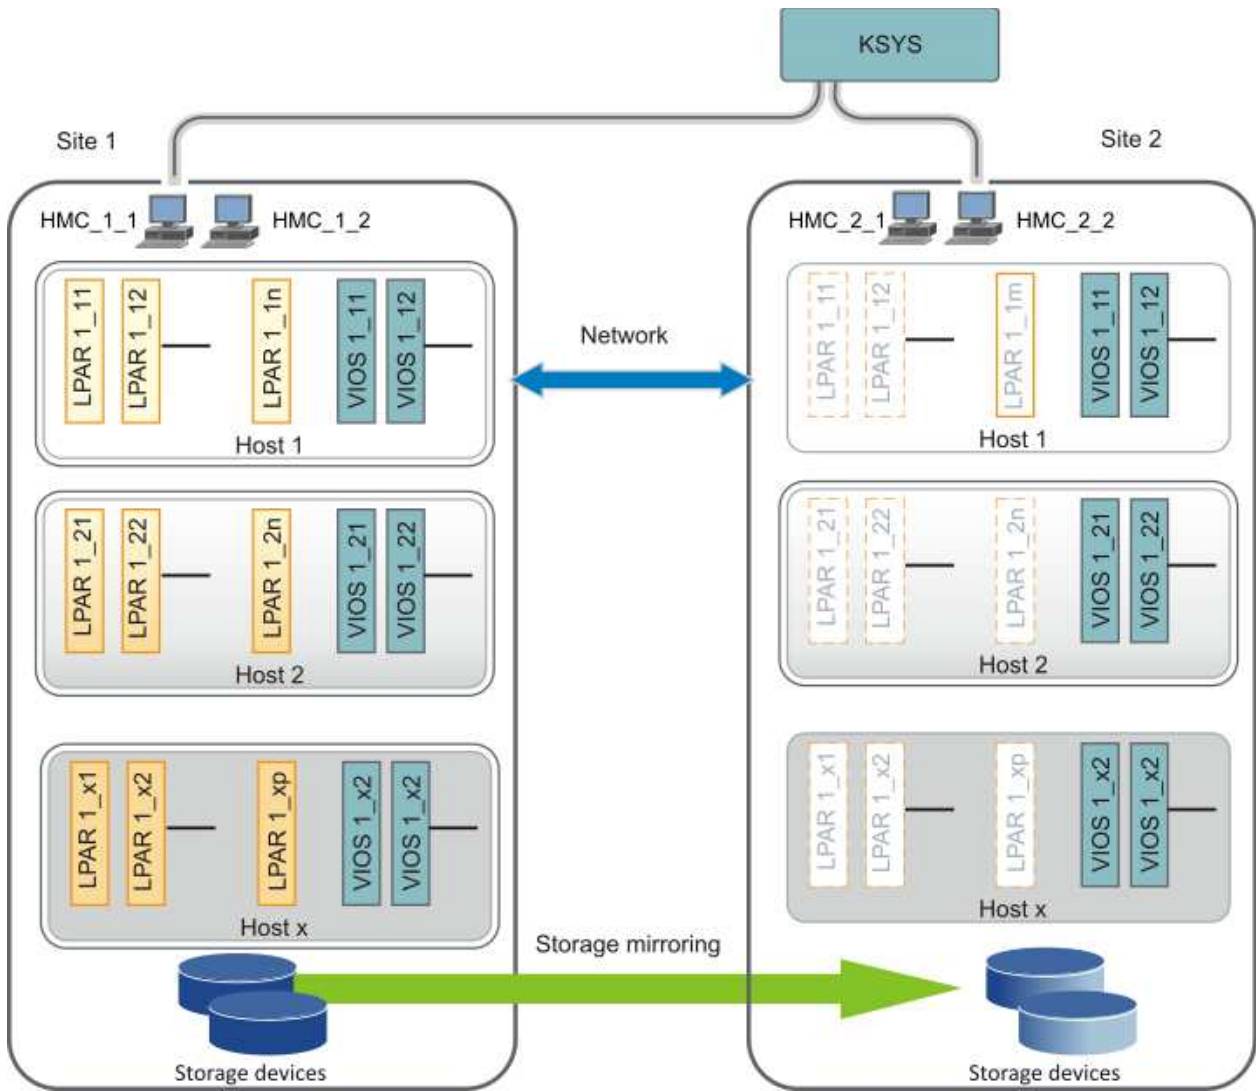 KSYS
Site 1
Site 2
HMC_1_1
HMC_1_2
HMC_2_1
HMC_2_2
LPAR 1_11
LPAR 1_12
LPAR 1_1n
VIOS 1_11
VIOS 1_12
Host 1
Network
LPAR 1_11
LPAR 1_12
LPAR 1_1m
VIOS 1_11
VIOS 1_12
Host 1
LPAR 1_21
LPAR 1_22
LPAR 1_2n
VIOS 1_21
VIOS 1_22
Host 2
LPAR 1_21
LPAR 1_22
LPAR 1_2n
VIOS 1_21
VIOS 1_22
Host 2
LPAR 1_x1
LPAR 1_x2
LPAR 1_xp
VIOS 1_x2
VIOS 1_x2
Host x
LPAR 1_x1
LPAR 1_x2
LPAR 1_xp
VIOS 1_x2
VIOS 1_x2
Host x
Storage mirroring
Storage devices
Storage devices